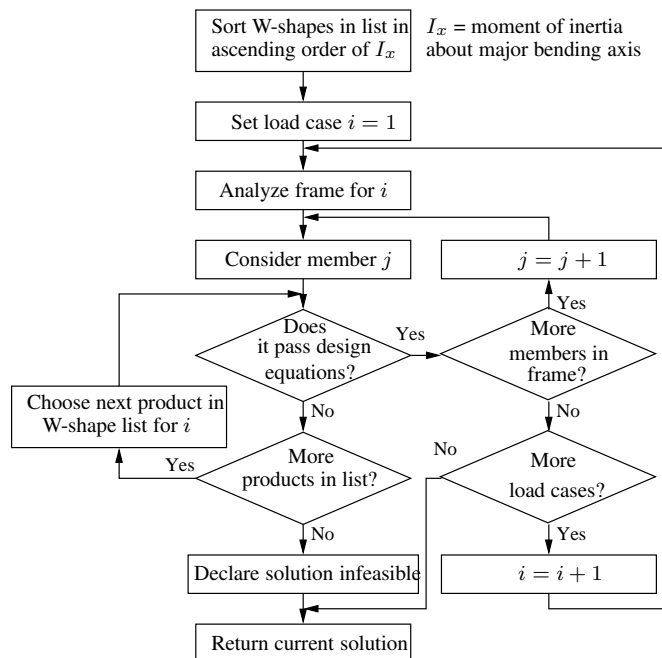 Sort W-shapes in list in
ascending order of I_x
I_x = moment of inertia
about major bending axis
Set load case i = 1
Analyze frame for i
Consider member j
j = j + 1
Does
it pass design
equations?
Yes
Yes
More
members in
frame?
Choose next product in
W-shape list for i
No
No
Yes
More
products in list?
No
More
load cases?
No
Yes
Declare solution infeasible
i = i + 1
Return current solution